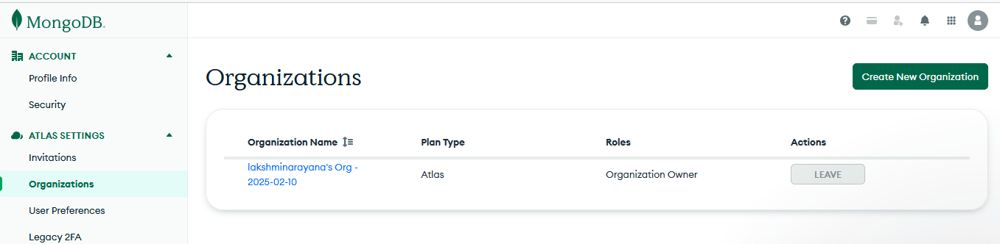 MongoDB.
ACCOUNT
Profile Info
Security
ATLAS SETTINGS
Invitations
Organizations
User Preferences
Legacy 2FA
Organizations
Create New Organization
Organization Name Plan Type Roles Actions
lakshminarayana's Org -
2025-02-10
Atlas Organization Owner LEAVE